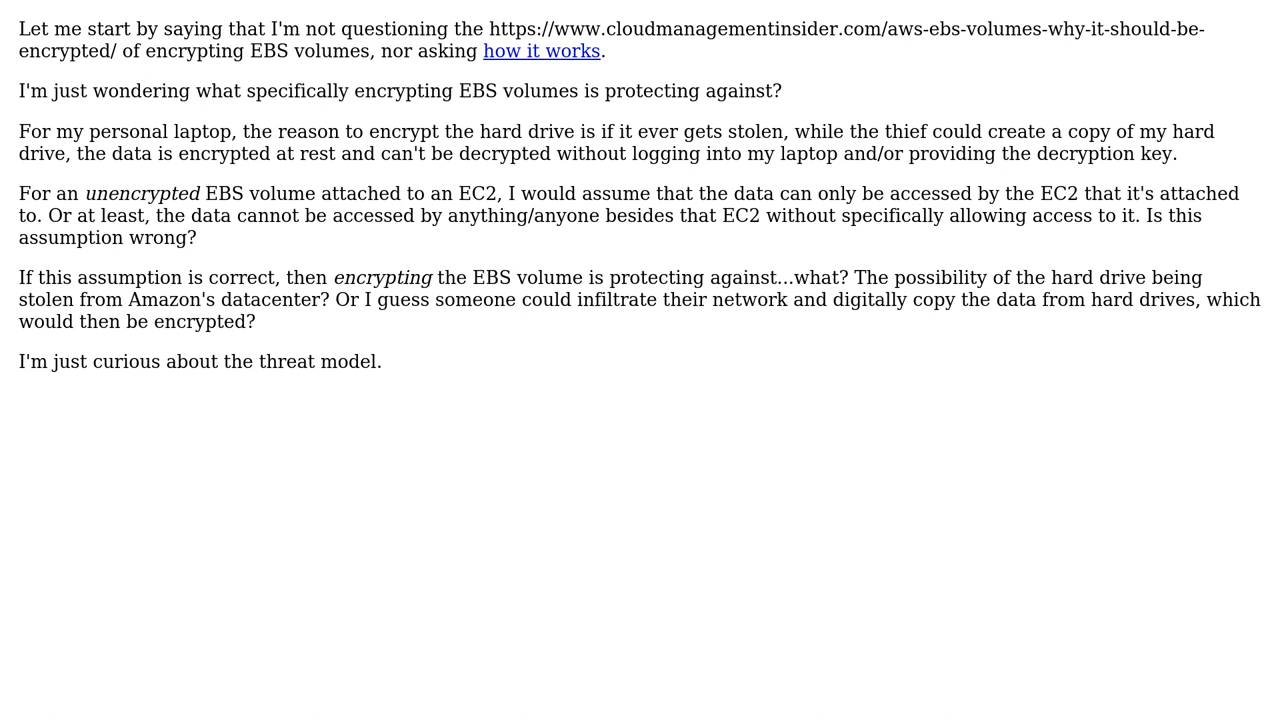 Let me start by saying that I'm not questioning the https://www.cloudmanagementinsider.com/aws-ebs-volumes-why-it-should-be-
encrypted/ of encrypting EBS volumes, nor asking how it works.
I'm just wondering what specifically encrypting EBS volumes is protecting against?
For my personal laptop, the reason to encrypt the hard drive is if it ever gets stolen, while the thief could create a copy of my hard
drive, the data is encrypted at rest and can't be decrypted without logging into my laptop and/or providing the decryption key.
For an unencrypted EBS volume attached to an EC2, I would assume that the data can only be accessed by the EC2 that it's attached
to. Or at least, the data cannot be accessed by anything/anyone besides that EC2 without specifically allowing access to it. Is this
assumption wrong?
If this assumption is correct, then encrypting the EBS volume is protecting against...what? The possibility of the hard drive being
stolen from Amazon's datacenter? Or I guess someone could infiltrate their network and digitally copy the data from hard drives, which
would then be encrypted?
I'm just curious about the threat model.